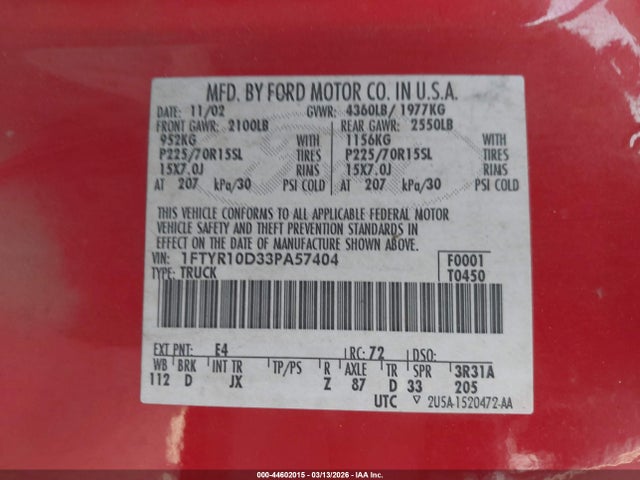 MFD. BY FORD MOTOR CO. IN U.S.A.
DATE: 11/02 GVWR: 4360LB/ 1977KG
FRONT GAWR: 2100LB REAR GAWR: 2550LB
952KG WITH 1156KG WITH
P225/70R15SL TIRES P225/70R15SL TIRES
15X7.0J RIMS 15X7.0J RIMS
AT 207 kPa/30 PSI COLD AT 207 kPa/30 PSI COLD
THIS VEHICLE CONFORMS TO ALL APPLICABLE FEDERAL MOTOR
VEHICLE SAFETY AND THEFT PREVENTION STANDARDS IN
EFFECT ON THE DATE OF MANUFACTURE SHOWN ABOVE.
VIN: 1FTYR10D33PA57404 F0001
TYPE: TRUCK T0450
EXT PNT: E4 RC: 72 DSO:
WB BRK INT TR TP/PS R AXLE TR SPR 3R31A
112 D JX Z 87 D 33 205
UTC ▽ 2U5A-1520472-AA
000-44602015 - 03/13/2026 - IAA Inc.